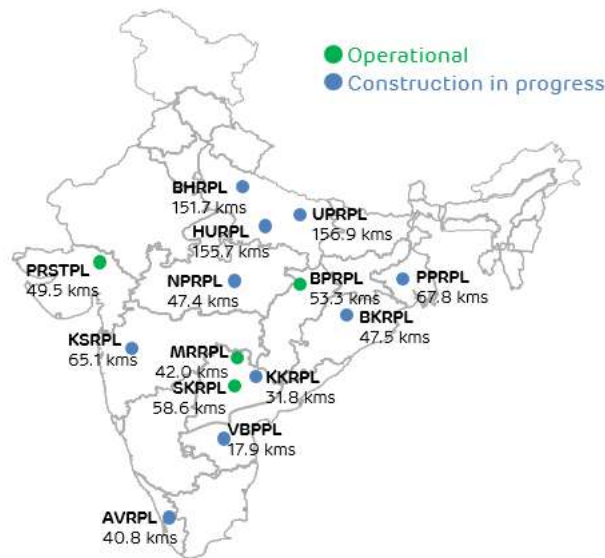 Operational
Construction in progress
BHRPL
151.7 kms
UPRPL
156.9 kms
HURPL
155.7 kms
PRSTPL
49.5 kms
NPRPL
47.4 kms
BPRPL
53.3 kms
PPRPL
67.8 kms
BKRPL
47.5 kms
KSRPL
65.1 kms
MRRPL
42.0 kms
SKRPL
58.6 kms
KKRPL
31.8 kms
VBPPL
17.9 kms
AVRPL
40.8 kms